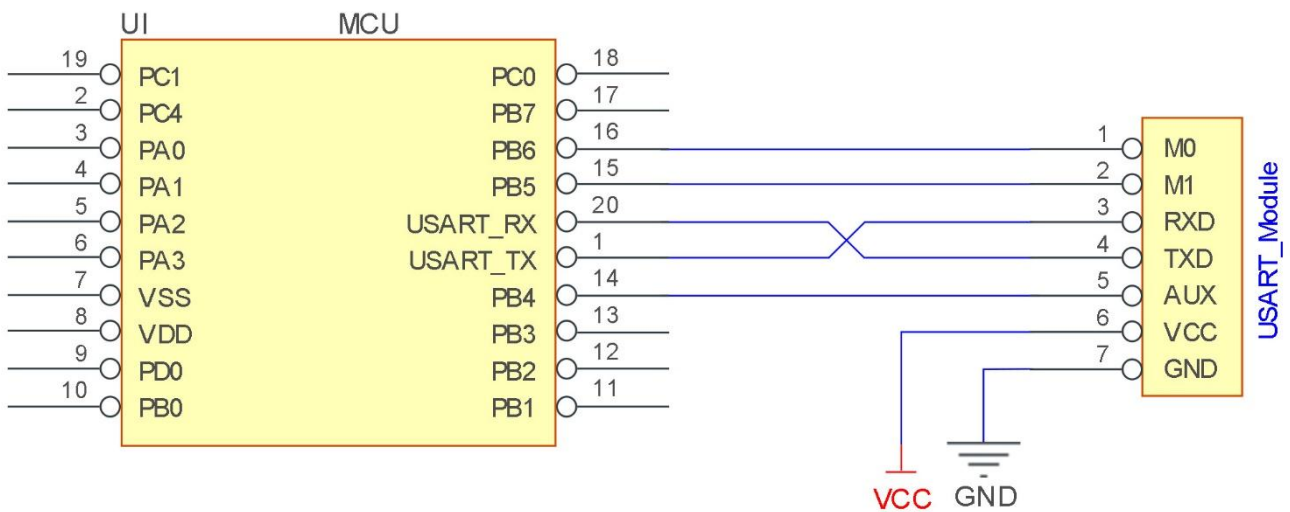 UI MCU
19 PC1 PC0 18
2 PC4 PB7 17
3 PA0 PB6 16 1 M0
4 PA1 PB5 15 2 M1
5 PA2 USART_RX 20 3 RXD
6 PA3 USART_TX 1 4 TXD
7 VSS PB4 14 5 AUX
8 VDD PB3 13 6 VCC
9 PD0 PB2 12 7 GND
10 PB0 PB1 11
USART_Module
VCC GND